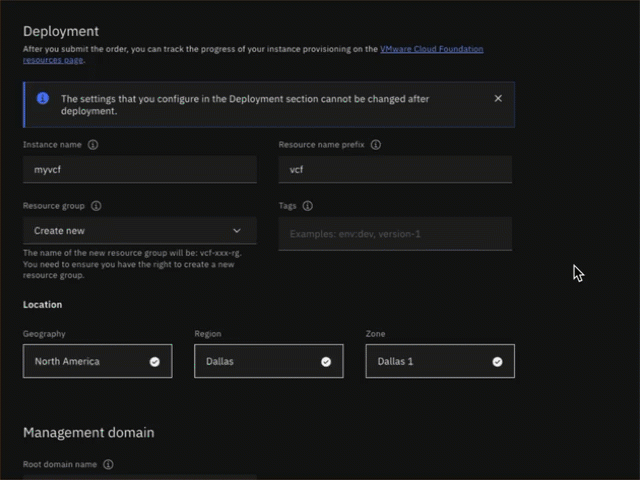 Deployment
After you submit the order, you can track the progress of your instance provisioning on the VMware Cloud Foundation
resources page.
The settings that you configure in the Deployment section cannot be changed after
deployment.
Instance name
Resource name prefix
myvcf
vcf
Resource group
Tags
Create new
Examples: env:dev, version-1
The name of the new resource group will be: vcf-xxx-rg.
You need to ensure you have the right to create a new
resource group.
Location
Geography
Region
Zone
North America
Dallas
Dallas 1
Management domain
Root domain name